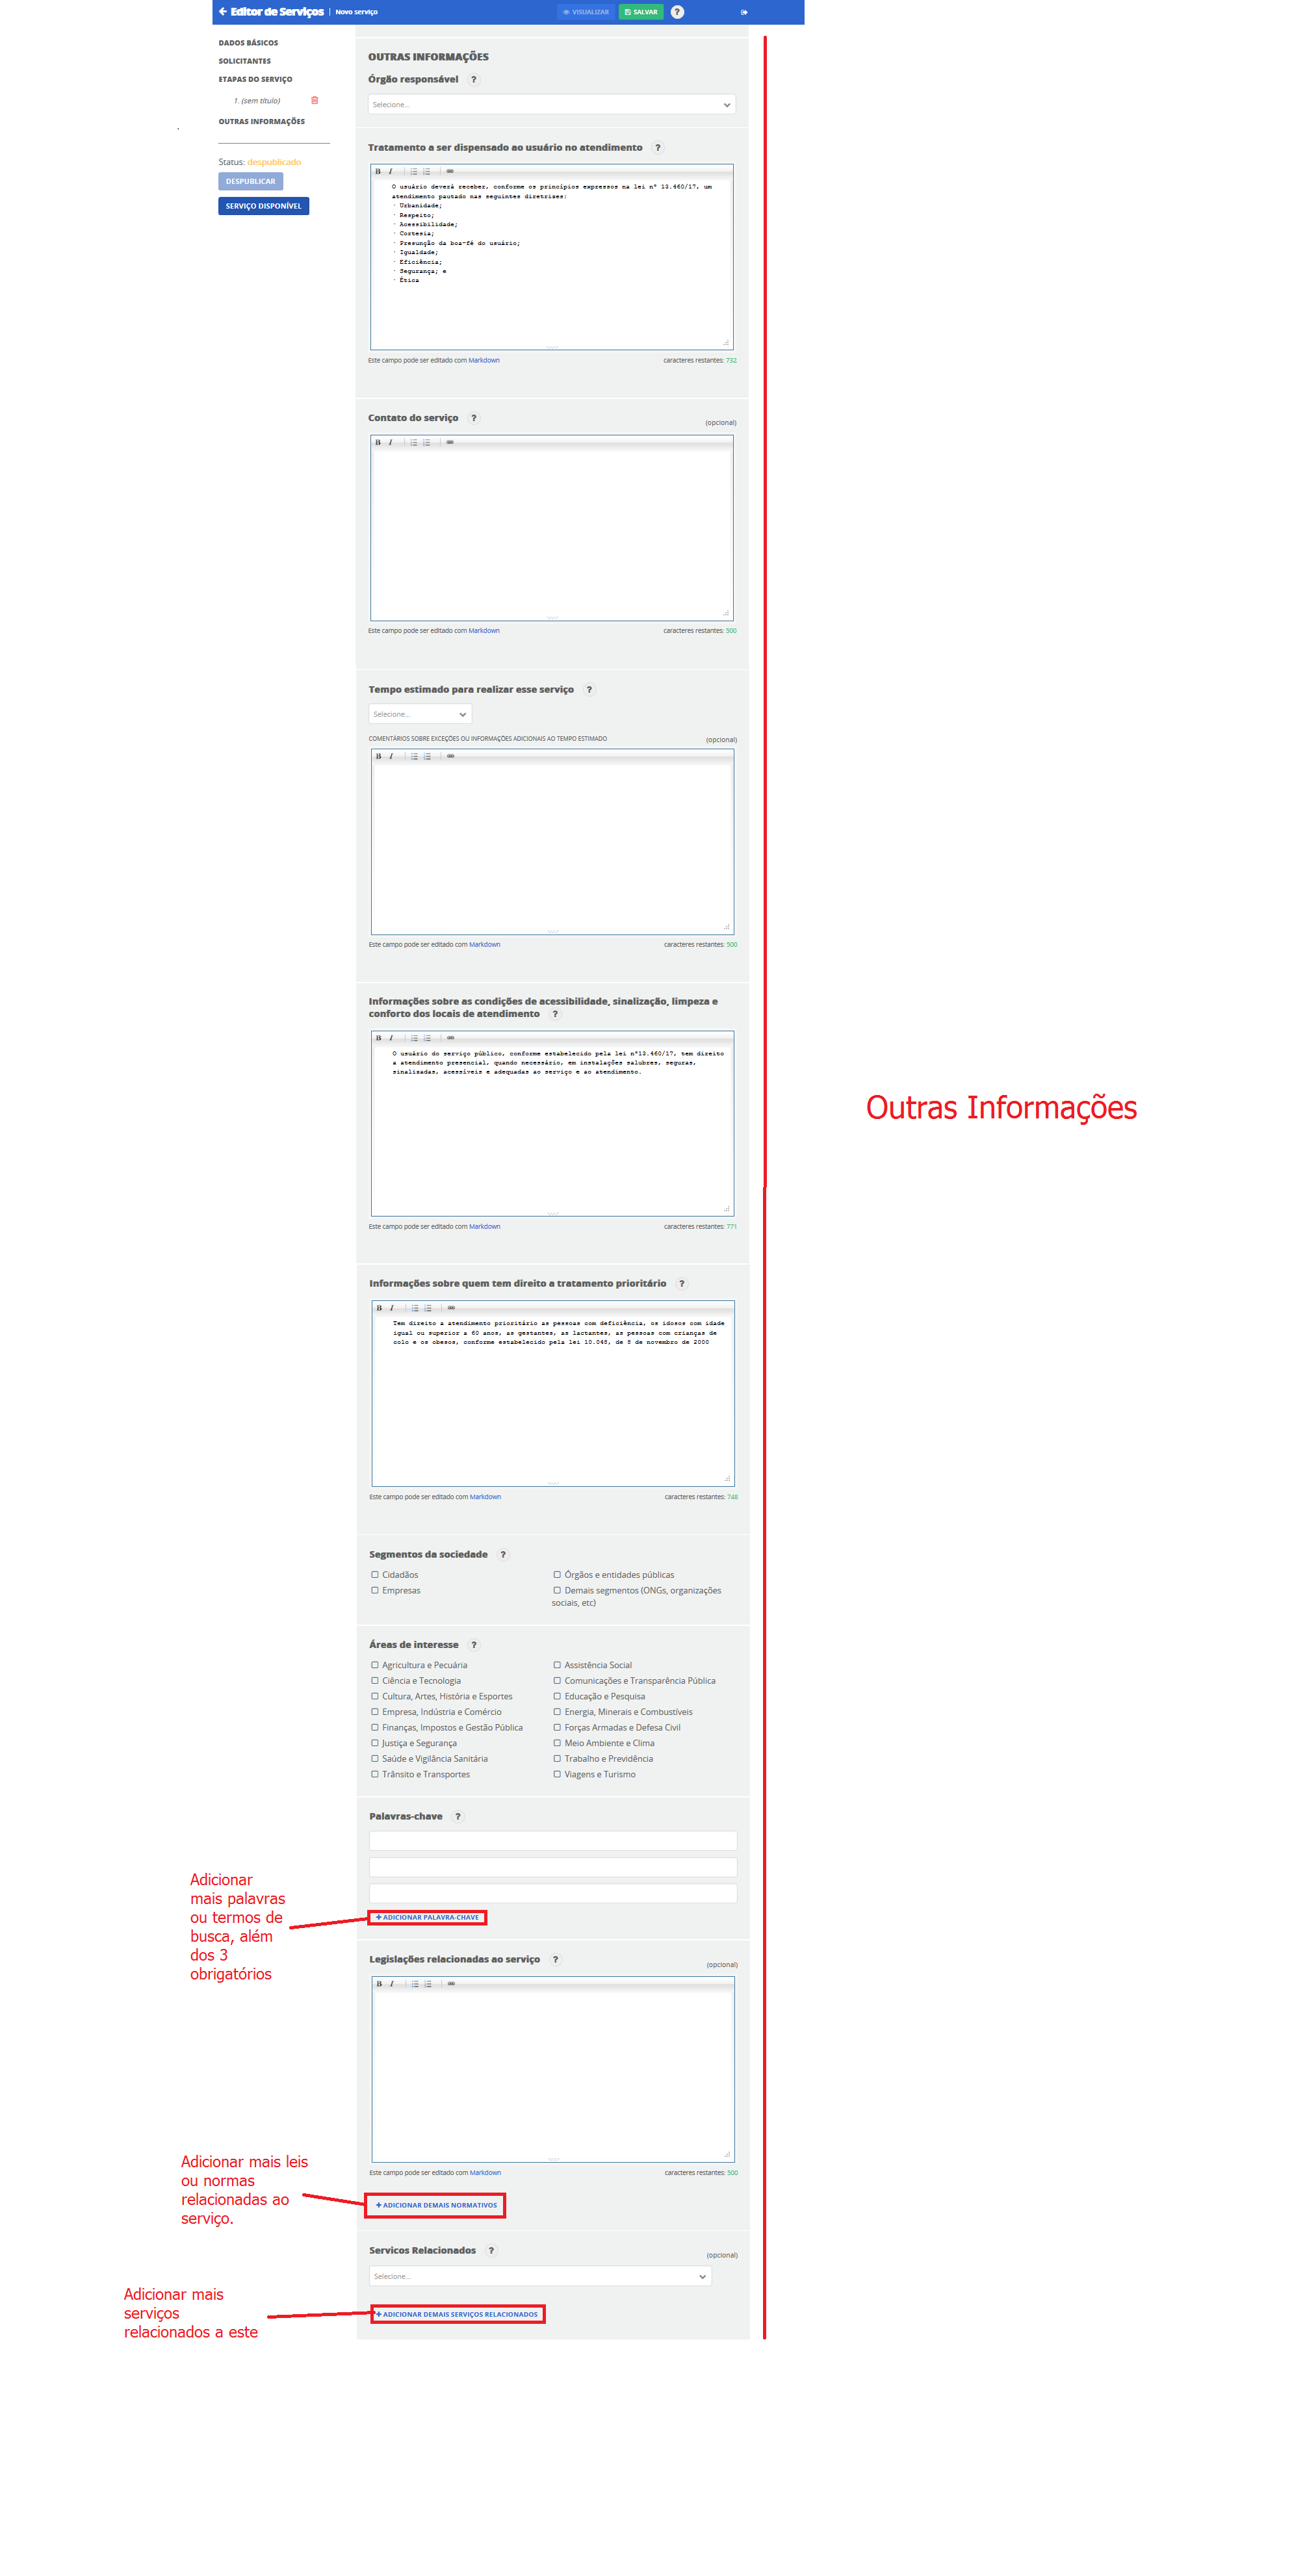 Editor de Serviços | Novo serviço
VISUALIZAR
SALVAR
?
DADOS BÁSICOS
SOLICITANTES
ETAPAS DO SERVIÇO
1. (sem título)
OUTRAS INFORMAÇÕES
Status: despublicado
DESPUBLICAR
SERVIÇO DISPONÍVEL
OUTRAS INFORMAÇÕES
Órgão responsável ?
Selecione...
Tratamento a ser dispensado ao usuário no atendimento ?
B I
O usuário deverá receber, conforme os princípios expressos na lei nº 13.460/17, um
atendimento pautado nas seguintes diretrizes:
· Urbanidade;
· Respeito;
· Acessibilidade;
· Cortesia;
· Presunção da boa-fé do usuário;
· Igualdade;
· Eficiência;
· Segurança; e
· Ética
Este campo pode ser editado com Markdown
caracteres restantes: 732
Contato do serviço ?
(opcional)
B I
Este campo pode ser editado com Markdown
caracteres restantes: 500
Tempo estimado para realizar esse serviço ?
Selecione...
COMENTÁRIOS SOBRE EXCEÇÕES OU INFORMAÇÕES ADICIONAIS AO TEMPO ESTIMADO
(opcional)
B I
Este campo pode ser editado com Markdown
caracteres restantes: 500
Informações sobre as condições de acessibilidade, sinalização, limpeza e
conforto dos locais de atendimento ?
B I
O usuário do serviço público, conforme estabelecido pela lei nº13.460/17, tem direito
a atendimento presencial, quando necessário, em instalações salubres, seguras,
sinalizadas, acessíveis e adequadas ao serviço e ao atendimento.
Este campo pode ser editado com Markdown
caracteres restantes: 771
Outras Informações
Informações sobre quem tem direito a tratamento prioritário ?
B I
Tem direito a atendimento prioritário as pessoas com deficiência, os idosos com idade
igual ou superior a 60 anos, as gestantes, as lactantes, as pessoas com crianças de
colo e os obesos, conforme estabelecido pela lei 10.048, de 8 de novembro de 2000
Este campo pode ser editado com Markdown
caracteres restantes: 748
Segmentos da sociedade ?
Cidadãos
Órgãos e entidades públicas
Empresas
Demais segmentos (ONGs, organizações
sociais, etc)
Áreas de interesse ?
Agricultura e Pecuária
Assistência Social
Ciência e Tecnologia
Comunicações e Transparência Pública
Cultura, Artes, História e Esportes
Educação e Pesquisa
Empresa, Indústria e Comércio
Energia, Minerais e Combustíveis
Finanças, Impostos e Gestão Pública
Forças Armadas e Defesa Civil
Justiça e Segurança
Meio Ambiente e Clima
Saúde e Vigilância Sanitária
Trabalho e Previdência
Trânsito e Transportes
Viagens e Turismo
Palavras-chave ?
Adicionar
mais palavras
ou termos de
busca, além
dos 3
obrigatórios
+ ADICIONAR PALAVRA-CHAVE
Legislações relacionadas ao serviço ?
(opcional)
B I
Este campo pode ser editado com Markdown
caracteres restantes: 500
Adicionar mais leis
ou normas
relacionadas ao
serviço.
+ ADICIONAR DEMAIS NORMATIVOS
Servicos Relacionados ?
(opcional)
Selecione...
Adicionar mais
serviços
relacionados a este
+ ADICIONAR DEMAIS SERVIÇOS RELACIONADOS